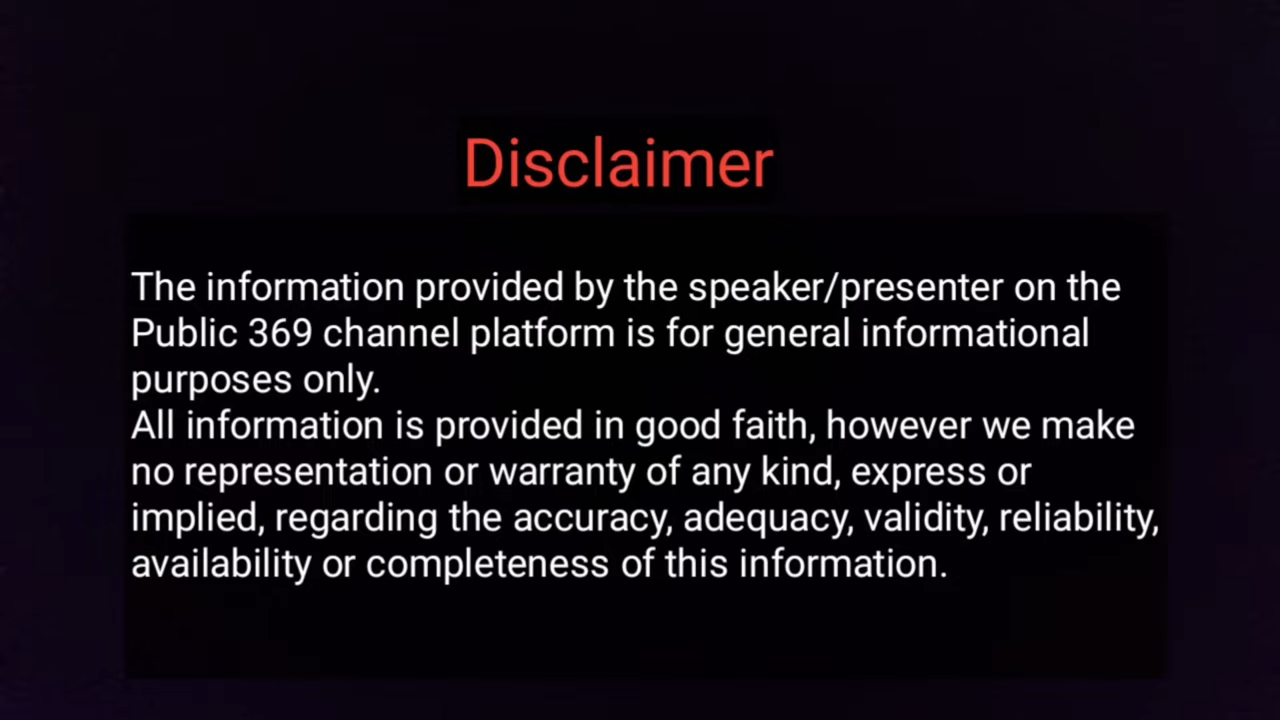 Disclaimer
The information provided by the speaker/presenter on the
Public 369 channel platform is for general informational
purposes only.
All information is provided in good faith, however we make
no representation or warranty of any kind, express or
implied, regarding the accuracy, adequacy, validity, reliability,
availability or completeness of this information.